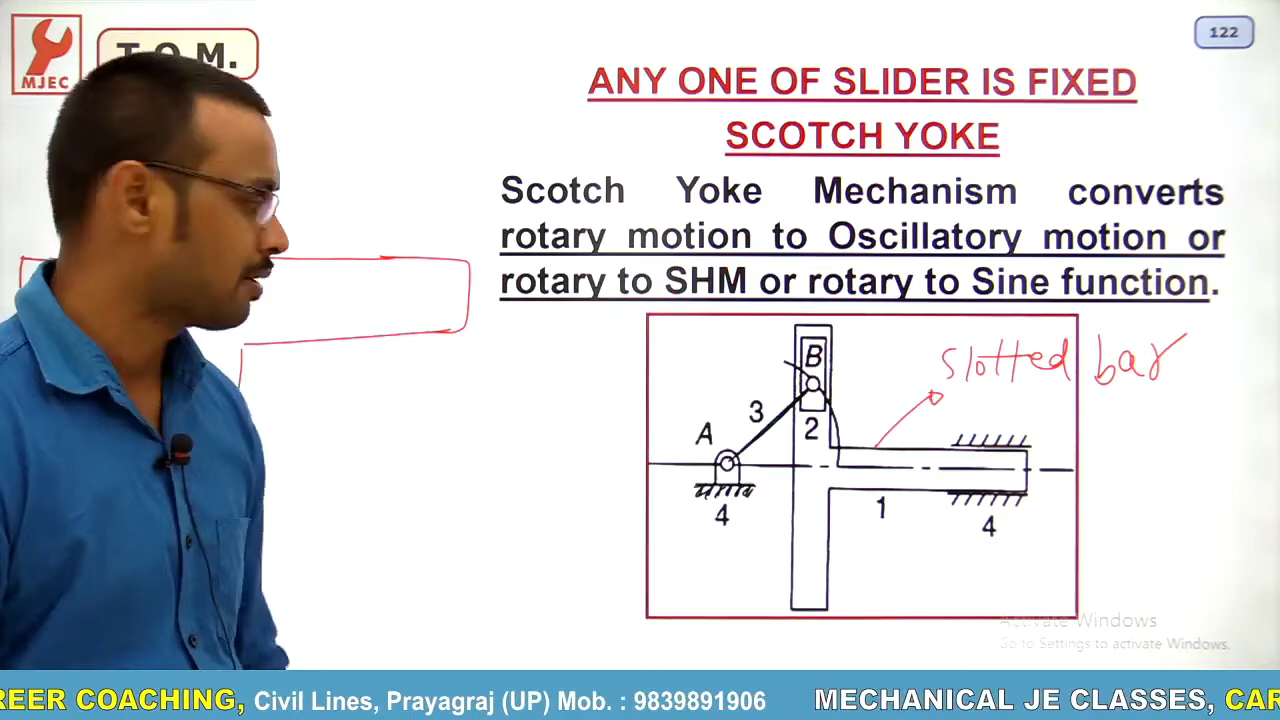 MJEC
T.O.M.
122
ANY ONE OF SLIDER IS FIXED
SCOTCH YOKE
Scotch Yoke Mechanism converts
rotary motion to Oscillatory motion or
rotary to SHM or rotary to Sine function.
slotted bar
B
3
2
A
4
1
4
Activate Windows
Go to Settings to activate Windows.
REER COACHING, Civil Lines, Prayagraj (UP) Mob. : 9839891906 MECHANICAL JE CLASSES, CAR